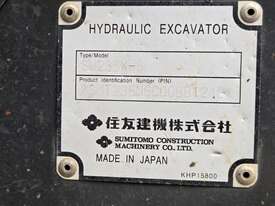 HYDRAULIC EXCAVATOR
Type/Model
Product Identification Number (PIN)
住友建機株式会社
SUMITOMO CONSTRUCTION
MACHINERY CO., LTD.
MADE IN JAPAN
KHP15800